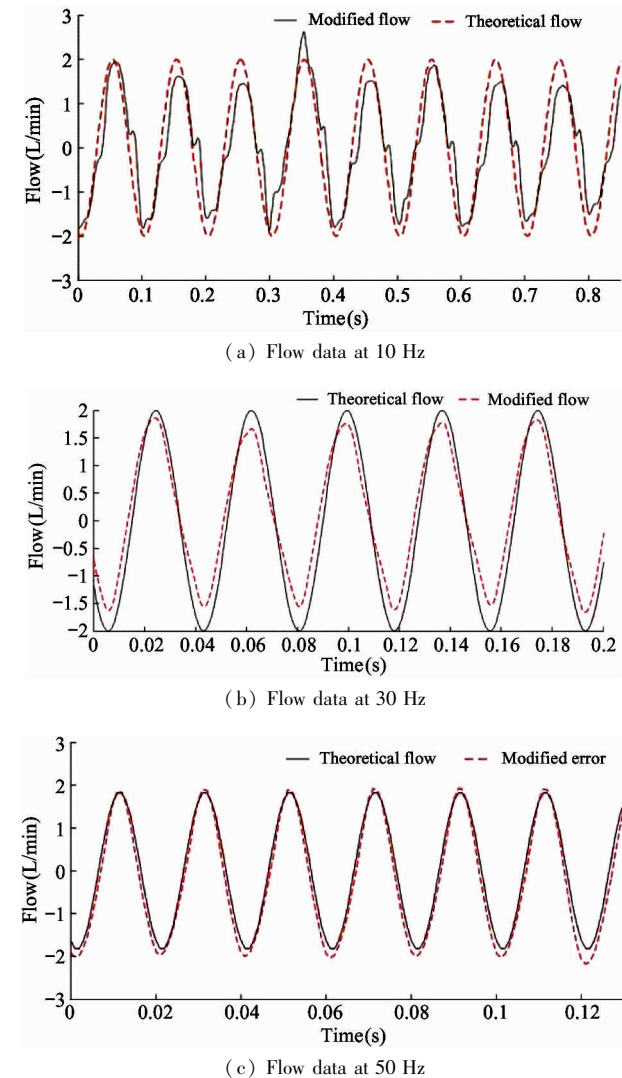 Modified flow Theoretical flow
3
2
1
0
−1
−2
−3
Flow(L/min)
0 0.1 0.2 0.3 0.4 0.5 0.6 0.7 0.8
Time(s)
(a) Flow data at 10 Hz
Theoretical flow Modified flow
2
1.5
1
0.5
0
−0.5
−1
−1.5
−2
Flow(L/min)
0 0.02 0.04 0.06 0.08 0.1 0.12 0.14 0.16 0.18 0.2
Time(s)
(b) Flow data at 30 Hz
Theoretical flow Modified error
3
2
1
0
−1
−2
−3
Flow(L/min)
0 0.02 0.04 0.06 0.08 0.1 0.12
Time(s)
(c) Flow data at 50 Hz